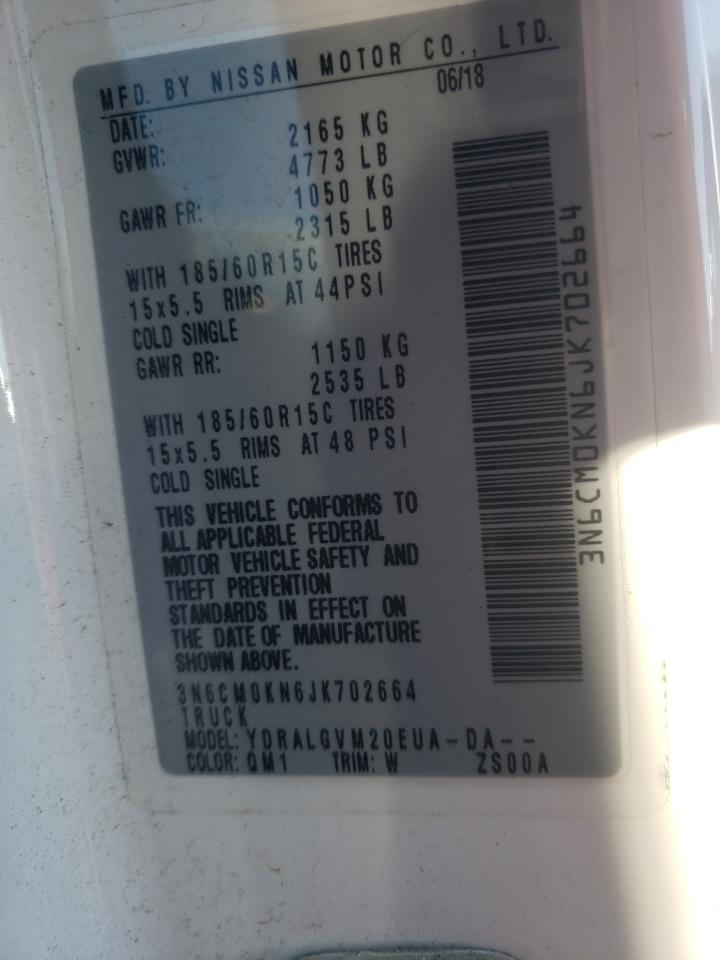 MFD. BY NISSAN MOTOR CO., LTD.
DATE: 06/18
GVWR: 2165 KG
4773 LB
GAWR FR: 1050 KG
2315 LB
WITH 185/60R15C TIRES
15x5.5 RIMS AT 44PSI
COLD SINGLE
GAWR RR: 1150 KG
2535 LB
WITH 185/60R15C TIRES
15x5.5 RIMS AT 48 PSI
COLD SINGLE
THIS VEHICLE CONFORMS TO
ALL APPLICABLE FEDERAL
MOTOR VEHICLE SAFETY AND
THEFT PREVENTION
STANDARDS IN EFFECT ON
THE DATE OF MANUFACTURE
SHOWN ABOVE.
3N6CM0KN6JK702664
TRUCK
MODEL: YDRALGVM20EUA-DA--
COLOR: QM1 TRIM: W ZS00A
3N6CM0KN6JK702664